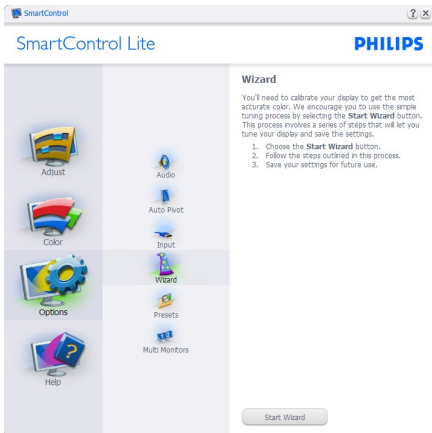 SmartControl
? ×
SmartControl Lite
PHILIPS
Adjust
Color
Options
Help
Audio
Auto Pivot
Input
Wizard
Presets
Multi Monitors
Wizard
You'll need to calibrate your display to get the most
accurate color. We encourage you to use the simple
tuning process by selecting the Start Wizard button.
This process involves a series of steps that will let you
tune your display and save the settings.
1. Choose the Start Wizard button.
2. Follow the steps outlined in this process.
3. Save your settings for future use.
Start Wizard